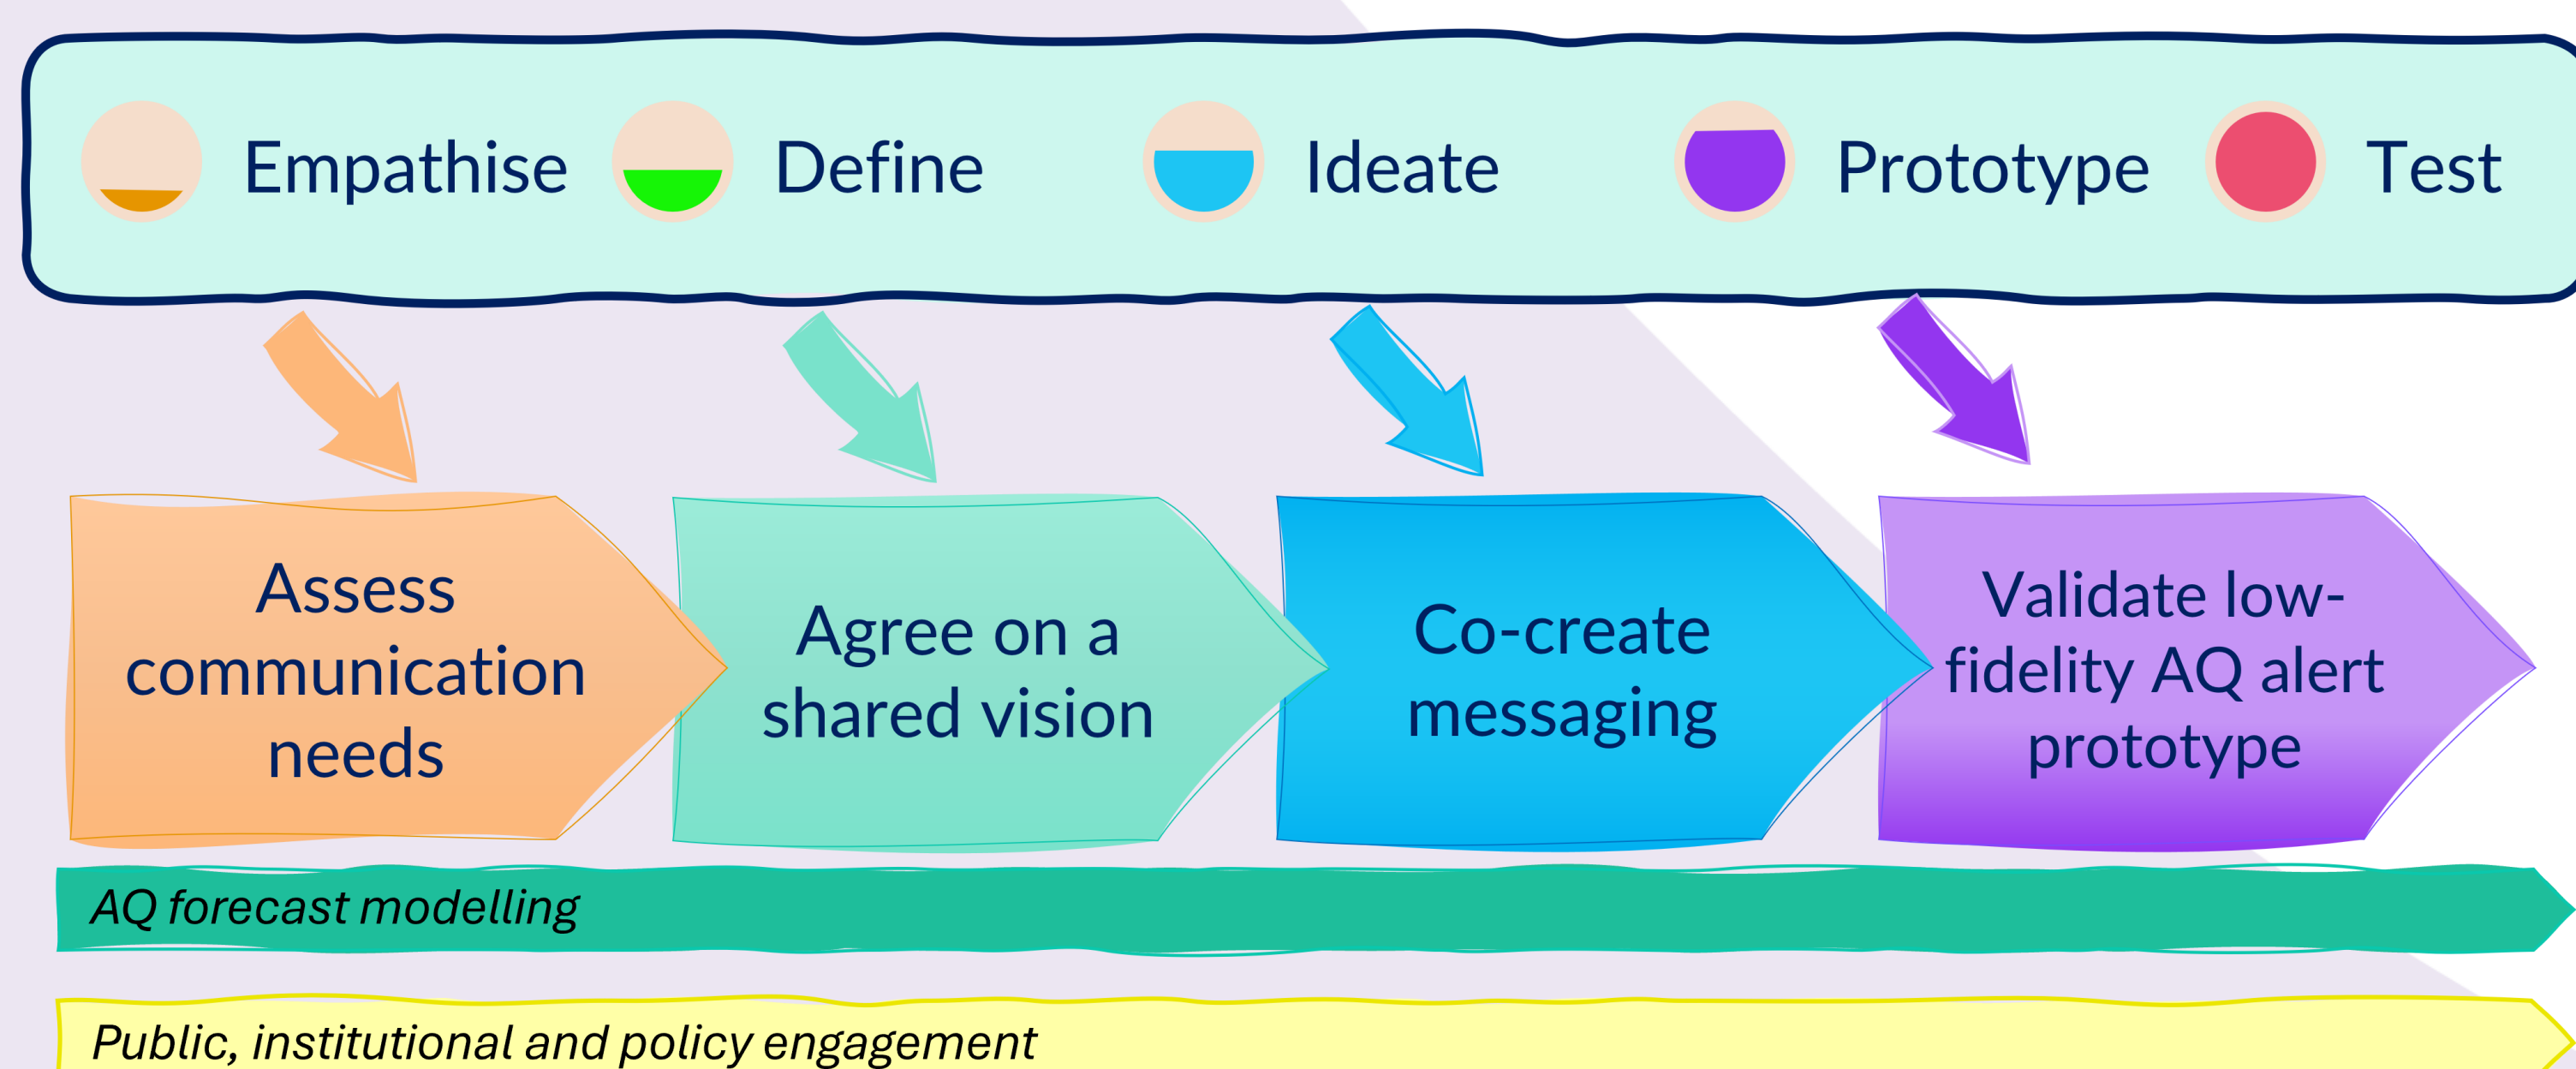 Empathise Define Ideate Prototype Test
Assess
communication
needs
Agree on a
shared vision
Co-create
messaging
Validate low-
fidelity AQ alert
prototype
AQ forecast modelling
Public, institutional and policy engagement